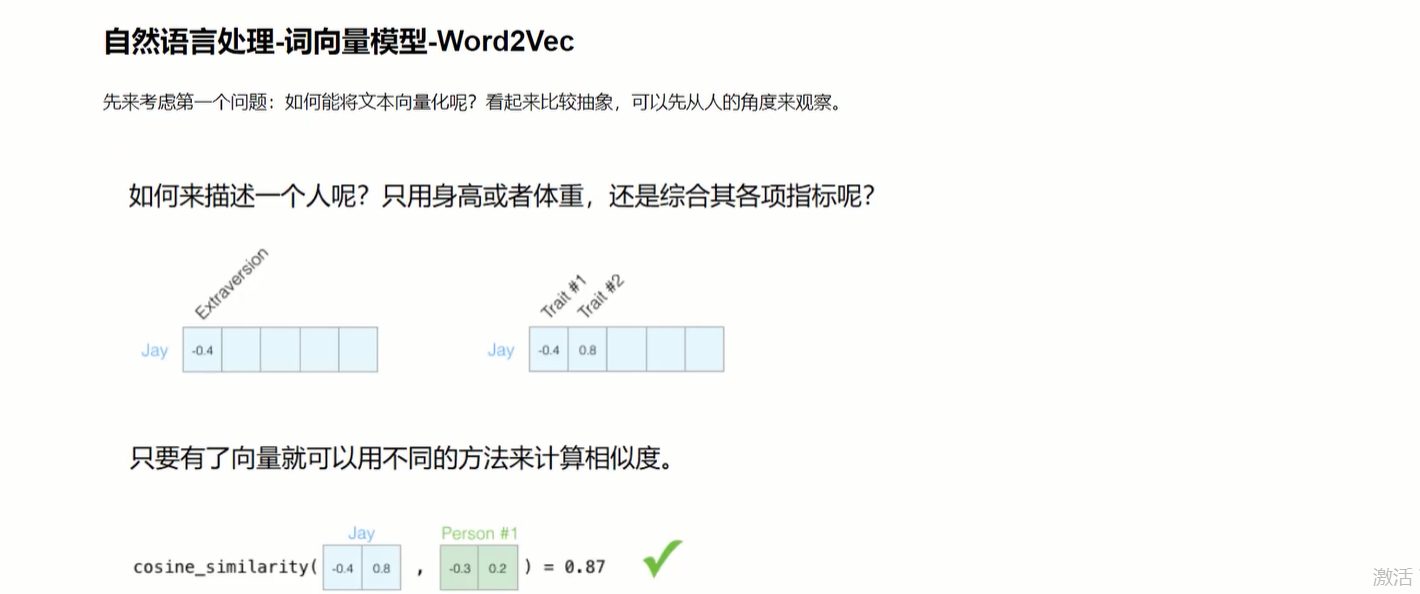 自然语言处理-词向量模型-Word2Vec
先来考虑第一个问题：如何能将文本向量化呢？看起来比较抽象，可以先从人的角度来观察。
如何来描述一个人呢？只用身高或者体重，还是综合其各项指标呢？
Extraversion
Jay -0.4
Trait #1 Trait #2
Jay -0.4 0.8
只要有了向量就可以用不同的方法来计算相似度。
Jay Person #1
cosine_similarity( -0.4 0.8 , -0.3 0.2 ) = 0.87
激活